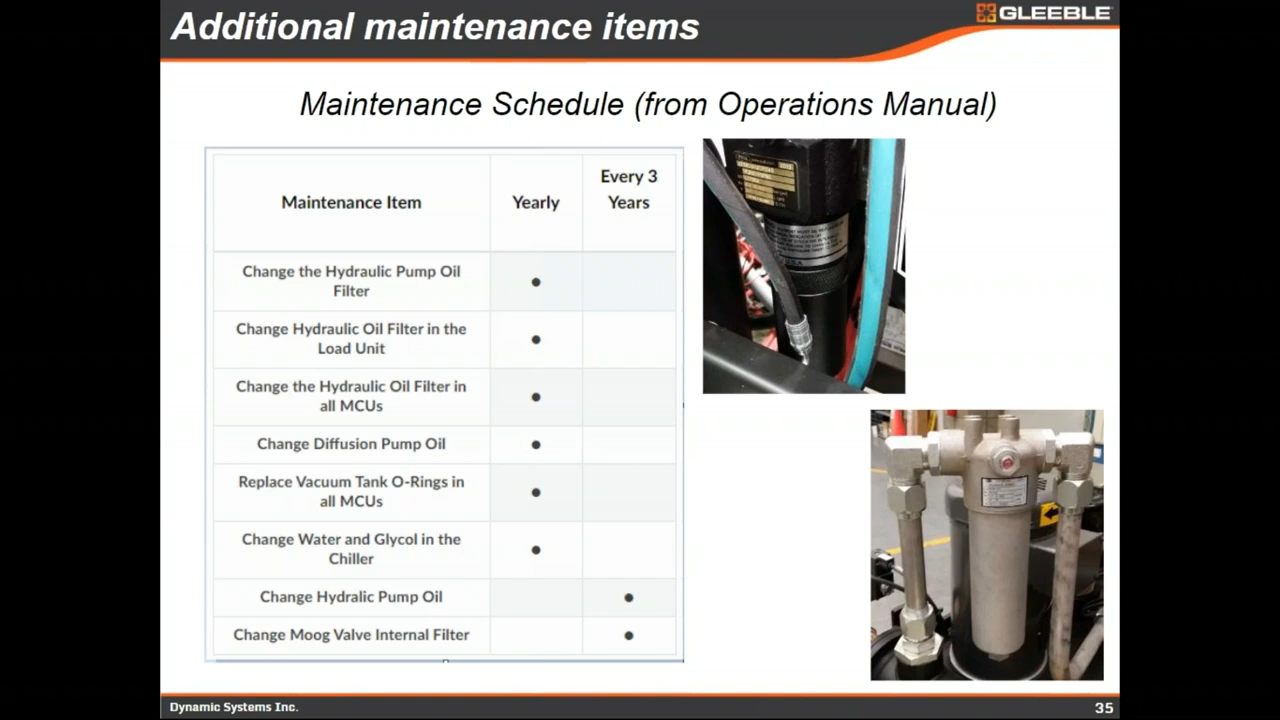 Additional maintenance items
GLEEBLE
Maintenance Schedule (from Operations Manual)
Maintenance Item
Yearly
Every 3
Years
Change the Hydraulic Pump Oil
Filter
●
Change Hydraulic Oil Filter in the
Load Unit
●
Change the Hydraulic Oil Filter in
all MCUs
●
Change Diffusion Pump Oil
●
Replace Vacuum Tank O-Rings in
all MCUs
●
Change Water and Glycol in the
Chiller
●
Change Hydralic Pump Oil
●
Change Moog Valve Internal Filter
●
Dynamic Systems Inc.
35